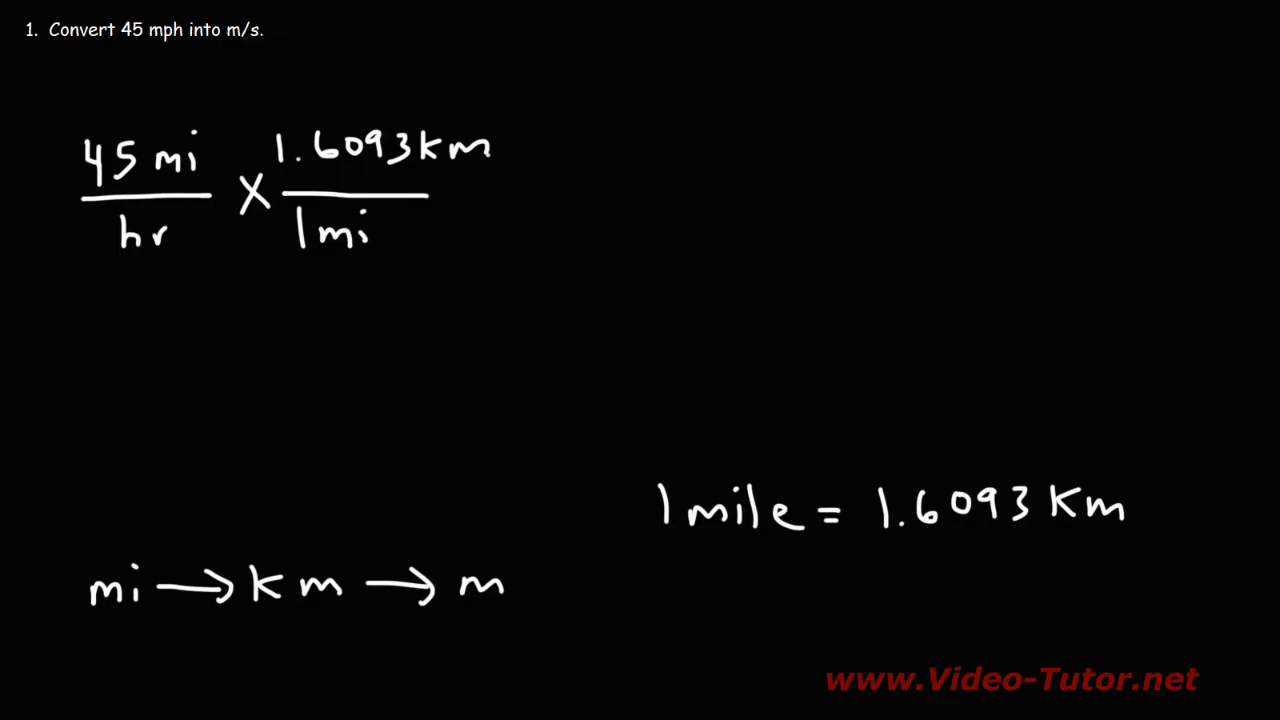 1. Convert 45 mph into m/s.
45 mi / hr × 1.6093 km / 1 mi
1 mile = 1.6093 Km
mi → km → m
www.Video-Tutor.net